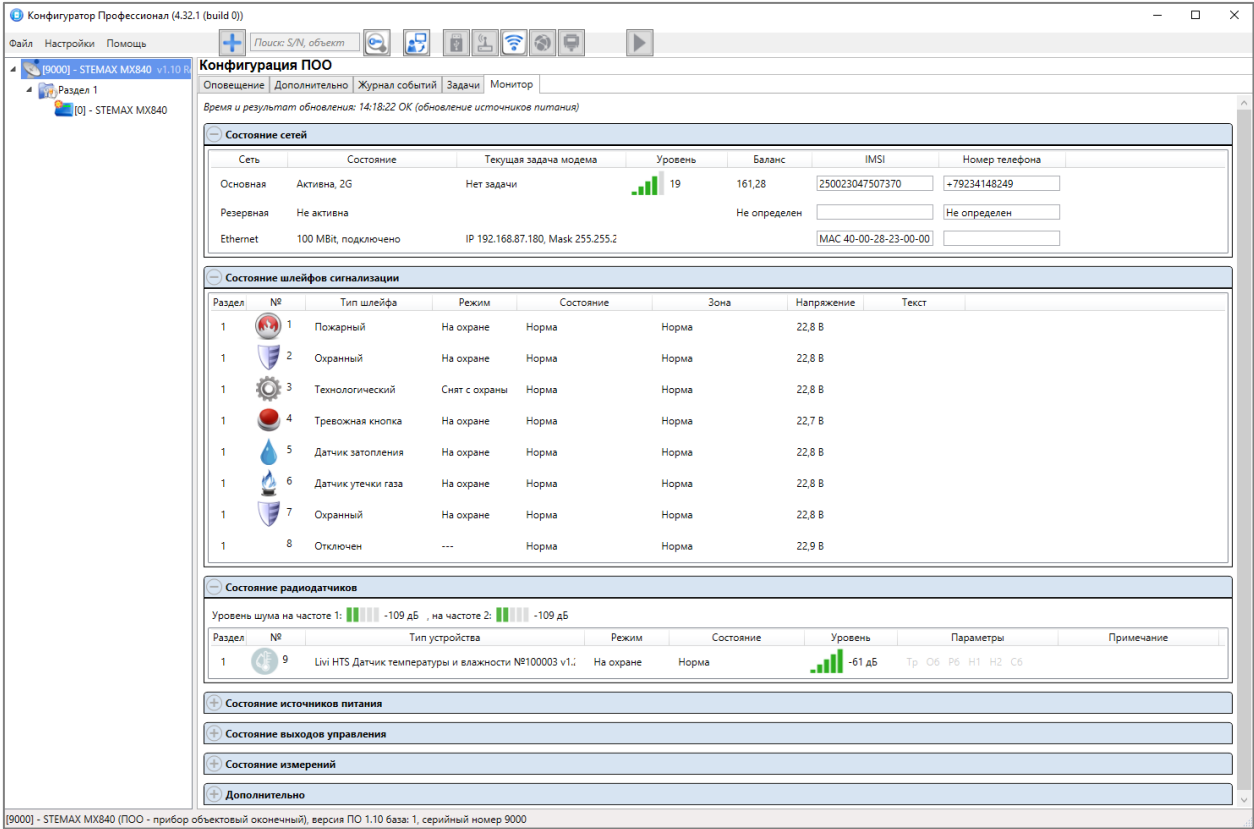 Конфигуратор Профессионал (4.32.1 (build 0))
Файл Настройки Помощь Поиск: S/N, объект
[9000] - STEMAX MX840 v1.10 Re
Раздел 1
[0] - STEMAX MX840
Конфигурация ПОО
Оповещение Дополнительно Журнал событий Задачи Монитор
Время и результат обновления: 14:18:22 OK (обновление источников питания)
Состояние сетей
Сеть Состояние Текущая задача модема Уровень Баланс IMSI Номер телефона
Основная Активна, 2G Нет задачи 19 161,28 250023047507370 +79234148249
Резервная Не активна Не определен Не определен
Ethernet 100 MBit, подключено IP 192.168.87.180, Mask 255.255.2 MAC 40-00-28-23-00-00
Состояние шлейфов сигнализации
Раздел № Тип шлейфа Режим Состояние Зона Напряжение Текст
1 1 Пожарный На охране Норма Норма 22,8 В
1 2 Охранный На охране Норма Норма 22,8 В
1 3 Технологический Снят с охраны Норма Норма 22,8 В
1 4 Тревожная кнопка На охране Норма Норма 22,7 В
1 5 Датчик затопления На охране Норма Норма 22,8 В
1 6 Датчик утечки газа На охране Норма Норма 22,8 В
1 7 Охранный На охране Норма Норма 22,8 В
1 8 Отключен --- Норма Норма 22,9 В
Состояние радиодатчиков
Уровень шума на частоте 1: -109 дБ , на частоте 2: -109 дБ
Раздел № Тип устройства Режим Состояние Уровень Параметры Примечание
1 9 Livi HTS Датчик температуры и влажности №100003 v1.2 На охране Норма -61 дБ Тр Об Рб Н1 Н2 Сб
Состояние источников питания
Состояние выходов управления
Состояние измерений
Дополнительно
[9000] - STEMAX MX840 (ПОО - прибор объектовый оконечный), версия ПО 1.10 база: 1, серийный номер 9000